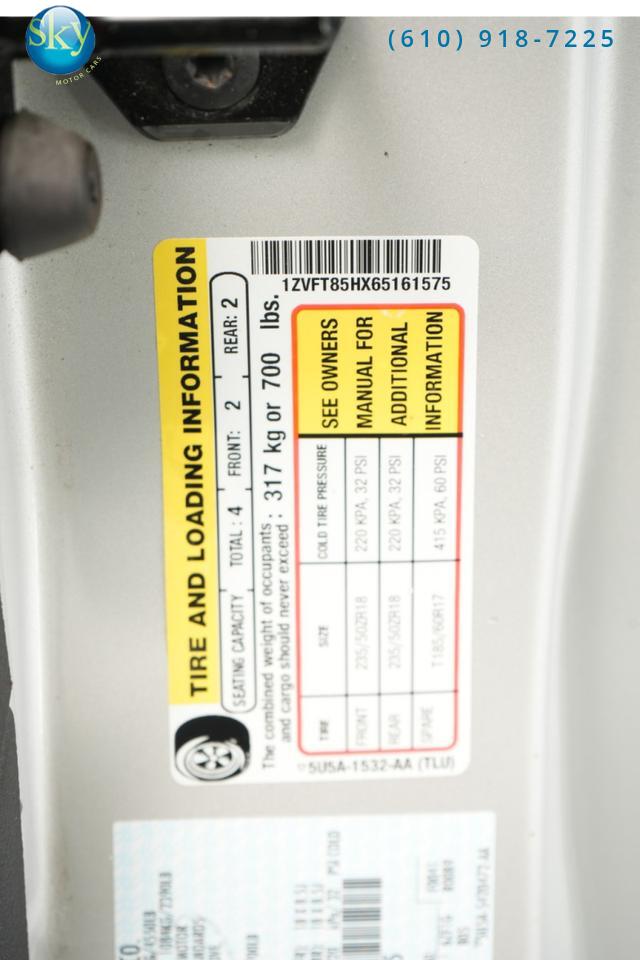 sky
MOTOR CARS
(610) 918-7225
1ZVFT85HX65161575
TIRE AND LOADING INFORMATION
SEATING CAPACITY TOTAL : 4 FRONT: 2 REAR: 2
The combined weight of occupants : 317 kg or 700 lbs.
and cargo should never exceed :
TIRE SIZE COLD TIRE PRESSURE
FRONT 235/50ZR18 220 KPA, 32 PSI
REAR 235/50ZR18 220 KPA, 32 PSI
SPARE T185/60R17 415 KPA, 60 PSI
SEE OWNERS
MANUAL FOR
ADDITIONAL
INFORMATION
5U5A-1532-AA (TLU)